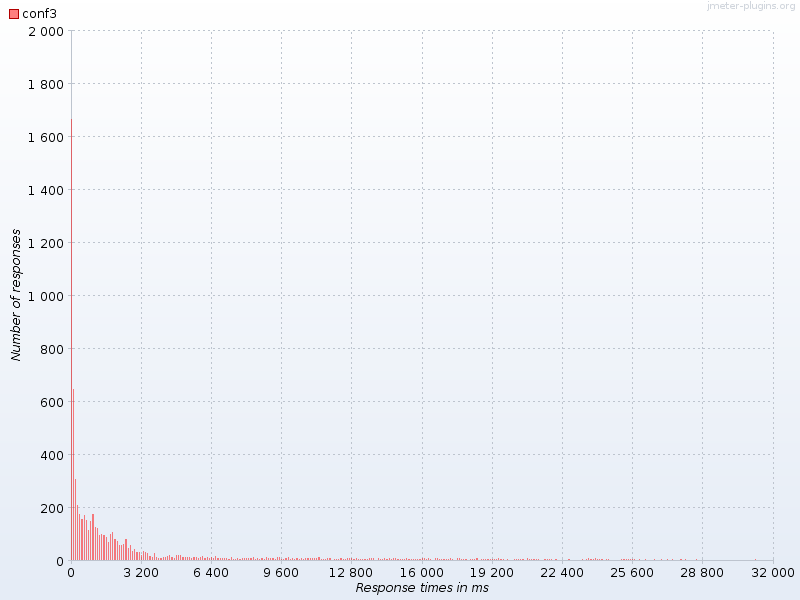 jmeter-plugins.org
conf3
2 000
1 800
1 600
1 400
1 200
1 000
800
600
400
200
0
Number of responses
0 3 200 6 400 9 600 12 800 16 000 19 200 22 400 25 600 28 800 32 000
Response times in ms